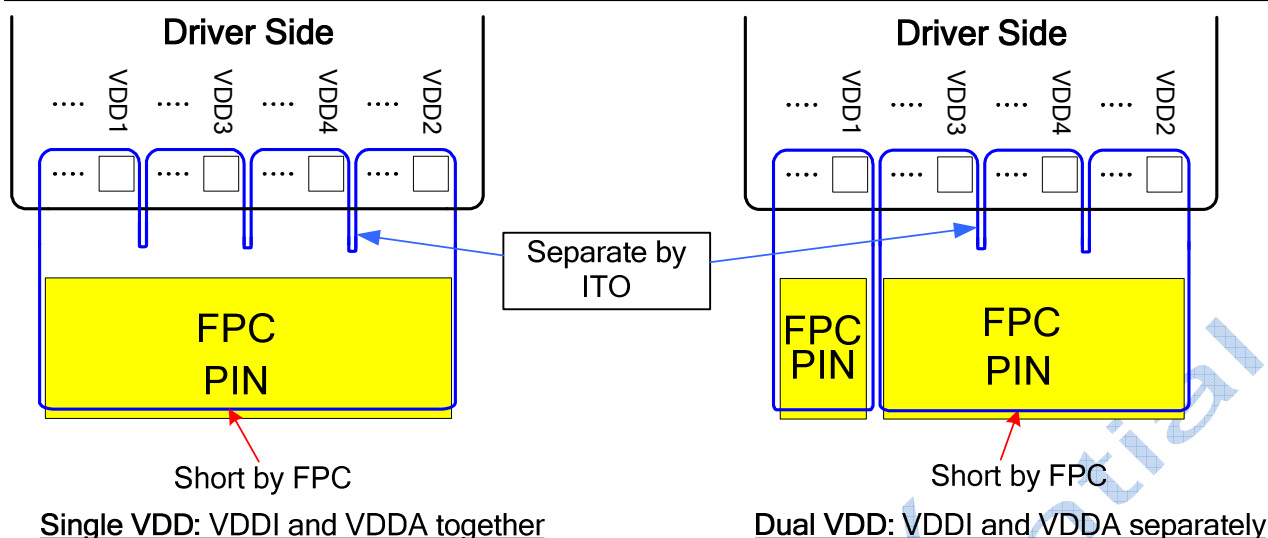 Driver Side
.... VDD1 .... VDD3 .... VDD4 .... VDD2
.... .... .... ....
FPC
PIN
Short by FPC
Single VDD: VDDI and VDDA together
Separate by
ITO
Driver Side
.... VDD1 .... VDD3 .... VDD4 .... VDD2
.... .... .... ....
FPC
PIN
FPC
PIN
Short by FPC
Dual VDD: VDDI and VDDA separately